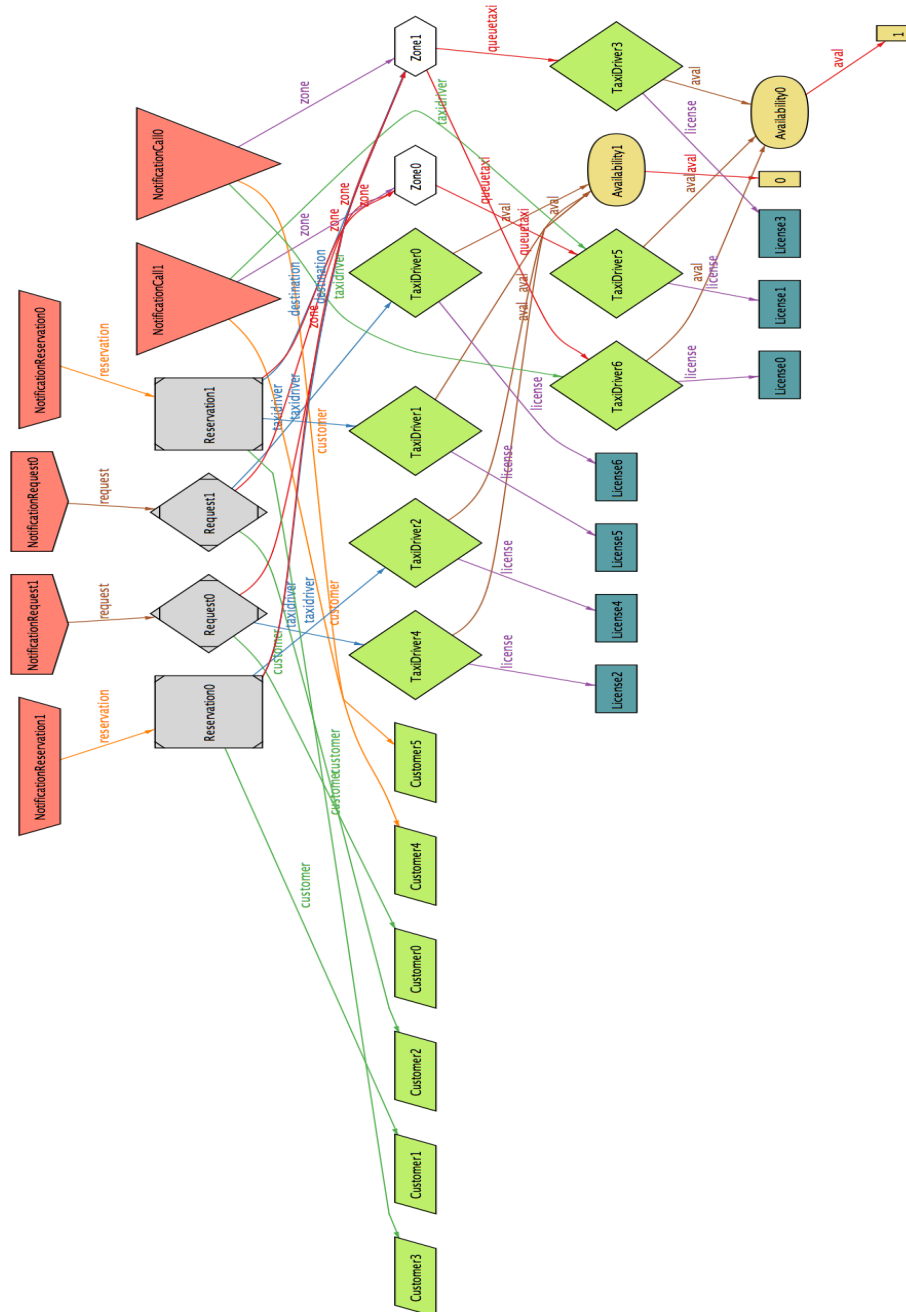 NotificationReservation1
NotificationRequest1
NotificationRequest0
NotificationReservation0
reservation
request
request
reservation
NotificationCall1
NotificationCall0
Reservation0
Request0
Request1
Reservation1
customer
customer
customer
customer
customer
customer
taxidriver
taxidriver
taxidriver
taxidriver
taxidriver
taxidriver
destination
destination
zone
zone
zone
zone
zone
zone
Customer3
Customer1
Customer2
Customer0
Customer4
Customer5
TaxiDriver4
TaxiDriver2
TaxiDriver1
TaxiDriver0
Zone0
Zone1
license
license
license
license
aval
aval
aval
aval
queuetaxi
queuetaxi
queuetaxi
License2
License4
License5
License6
TaxiDriver6
TaxiDriver5
Availability1
TaxiDriver3
license
license
license
aval
aval
aval
aval
License0
License1
License3
0
Availability0
aval
1